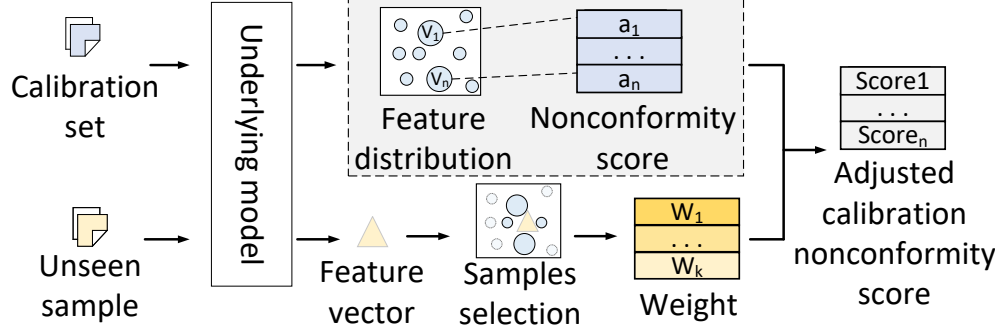 Calibration
set
Underlying model
V1
Vn
a1
...
an
Feature
distribution
Nonconformity
score
Score1
...
Scoren
Adjusted
calibration
nonconformity
score
Unseen
sample
Feature
vector
Samples
selection
W1
...
Wk
Weight